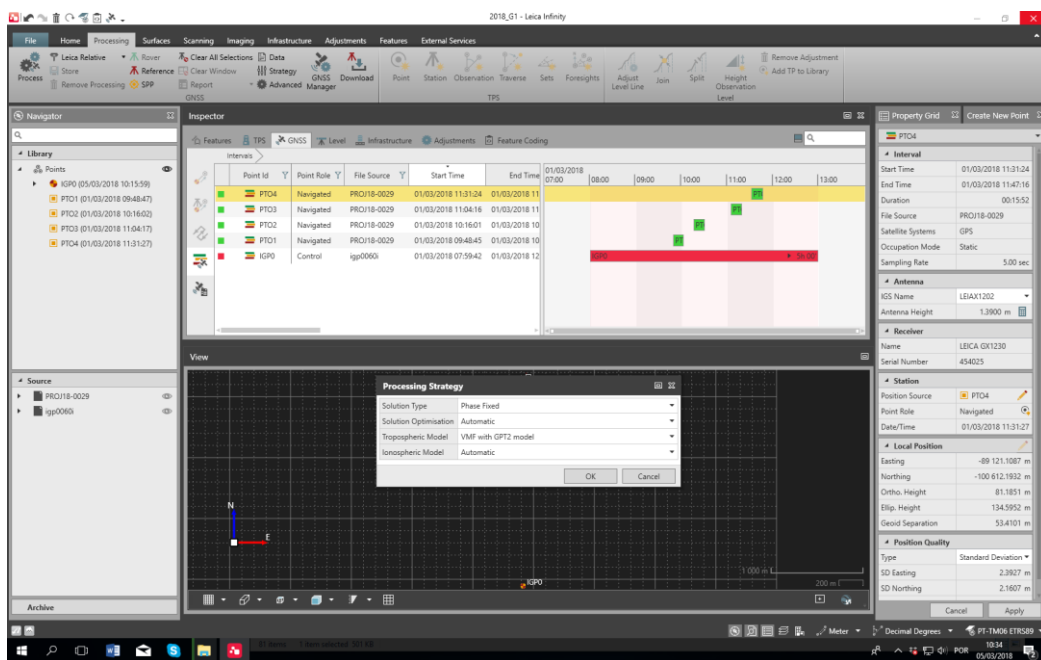 2018_G1 - Leica Infinity
File Home Processing Surfaces Scanning Imaging Infrastructure Adjustments Features External Services
Process
Leica Relative
Store
Remove Processing
Rover
Reference
SPP
Clear All Selections
Clear Window
Report
Data
Strategy
Advanced
GNSS Manager
Download
GNSS
Point Station Observation Traverse Sets Foresights
TPS
Adjust Level Line
Join
Split
Height Observation
Remove Adjustment
Add TP to Library
Level
Navigator
Library
Points
IGP0 (05/03/2018 10:15:59)
PTO1 (01/03/2018 09:48:47)
PTO2 (01/03/2018 10:16:02)
PTO3 (01/03/2018 11:04:17)
PTO4 (01/03/2018 11:31:27)
Source
PROJ18-0029
igp0060i
Archive
Inspector
Features TPS GNSS Level Infrastructure Adjustments Feature Coding
Intervals
Point Id Point Role File Source Start Time End Time
PTO4 Navigated PROJ18-0029 01/03/2018 11:31:24 01/03/2018 11
PTO3 Navigated PROJ18-0029 01/03/2018 11:04:16 01/03/2018 11
PTO2 Navigated PROJ18-0029 01/03/2018 10:16:01 01/03/2018 10
PTO1 Navigated PROJ18-0029 01/03/2018 09:48:45 01/03/2018 10
IGP0 Control igp0060i 01/03/2018 07:59:42 01/03/2018 12
01/03/2018
07:00 08:00 09:00 10:00 11:00 12:00 13:00
PT
PT
PT
PT
IGP0 5h 00'
View
Processing Strategy
Solution Type Phase Fixed
Solution Optimisation Automatic
Tropospheric Model VMF with GPT2 model
Ionospheric Model Automatic
OK Cancel
N
E
IGP0
1 000 m
200 m
Property Grid Create New Point
PTO4
Interval
Start Time 01/03/2018 11:31:24
End Time 01/03/2018 11:47:16
Duration 00:15:52
File Source PROJ18-0029
Satellite Systems GPS
Occupation Mode Static
Sampling Rate 5.00 sec
Antenna
IGS Name LEIAX1202
Antenna Height 1.3900 m
Receiver
Name LEICA GX1230
Serial Number 454025
Station
Position Source PTO4
Point Role Navigated
Date/Time 01/03/2018 11:31:27
Local Position
Easting -89 121.1087 m
Northing -100 612.1932 m
Ortho. Height 81.1851 m
Ellip. Height 134.5952 m
Geoid Separation 53.4101 m
Position Quality
Type Standard Deviation
SD Easting 2.3927 m
SD Northing 2.1607 m
Cancel Apply
Meter Decimal Degrees PT-TM06 ETRS89
81 items 1 item selected 501 KB
POR
10:34
05/03/2018